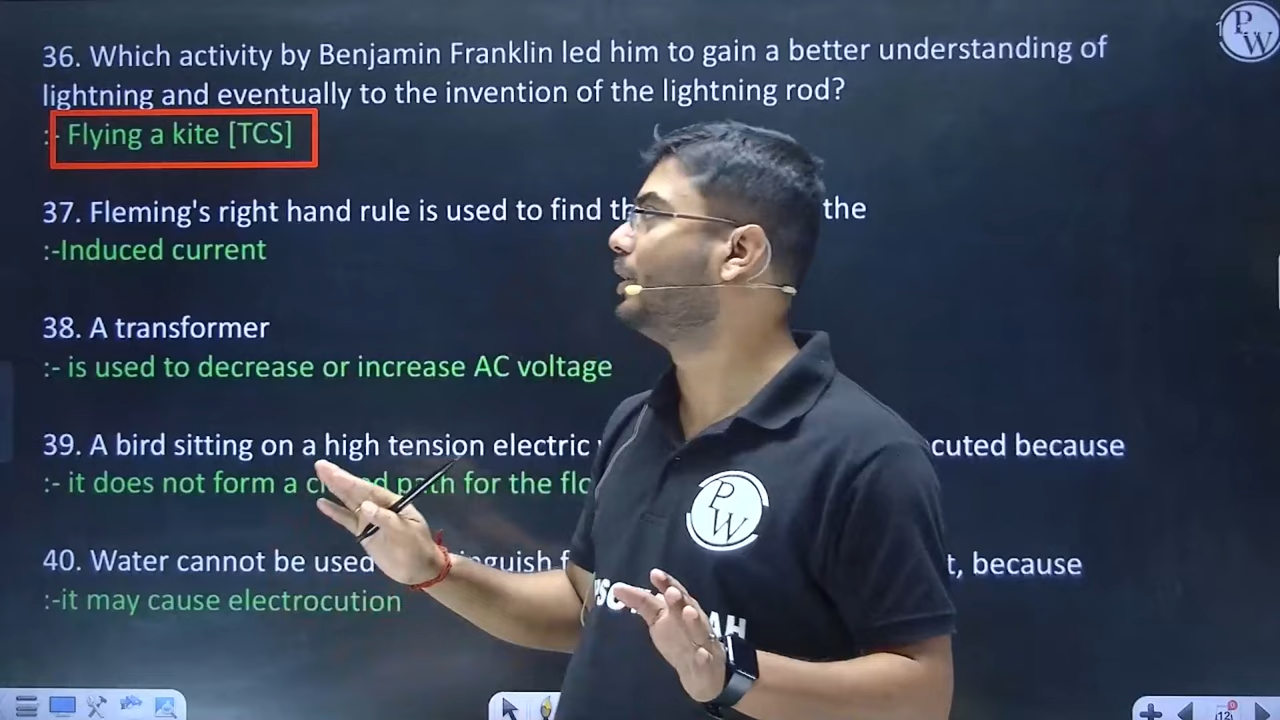 36. Which activity by Benjamin Franklin led him to gain a better understanding of
lightning and eventually to the invention of the lightning rod?
:- Flying a kite [TCS]
37. Fleming's right hand rule is used to find the
:-Induced current
38. A transformer
:- is used to decrease or increase AC voltage
39. A bird sitting on a high tension electric cuted because
:- it does not form a path for the flo
40. Water cannot be used nguish f t, because
:-it may cause electrocution
PW
PW
AH
12